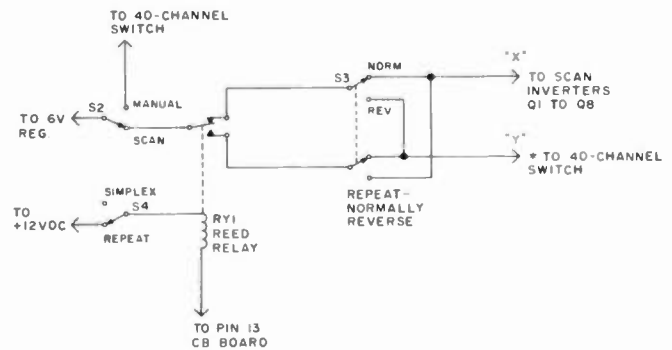 TO 40-CHANNEL
SWITCH
S2
MANUAL
TO 6V
REG.
SCAN
S3
NORM
REV
"X"
TO SCAN
INVERTERS
Q1 TO Q8
"Y"
* TO 40-CHANNEL
SWITCH
REPEAT-
NORMALLY
REVERSE
SIMPLEX
S4
TO
+12VDC
REPEAT
RY1
REED
RELAY
TO PIN 13
CB BOARD